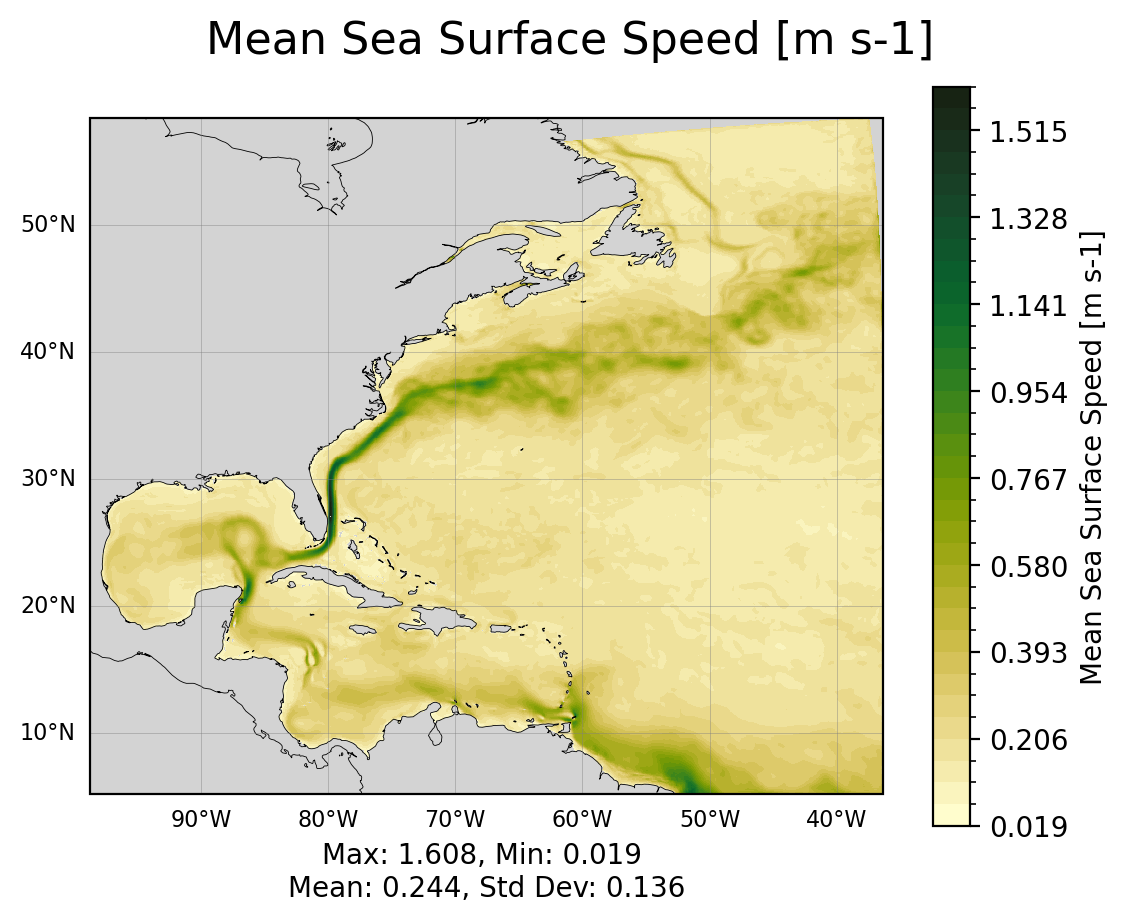 Mean Sea Surface Speed [m s-1]
50°N
40°N
30°N
20°N
10°N
90°W 80°W 70°W 60°W 50°W 40°W
1.515
1.328
1.141
0.954
0.767
0.580
0.393
0.206
0.019
Mean Sea Surface Speed [m s-1]
Max: 1.608, Min: 0.019
Mean: 0.244, Std Dev: 0.136